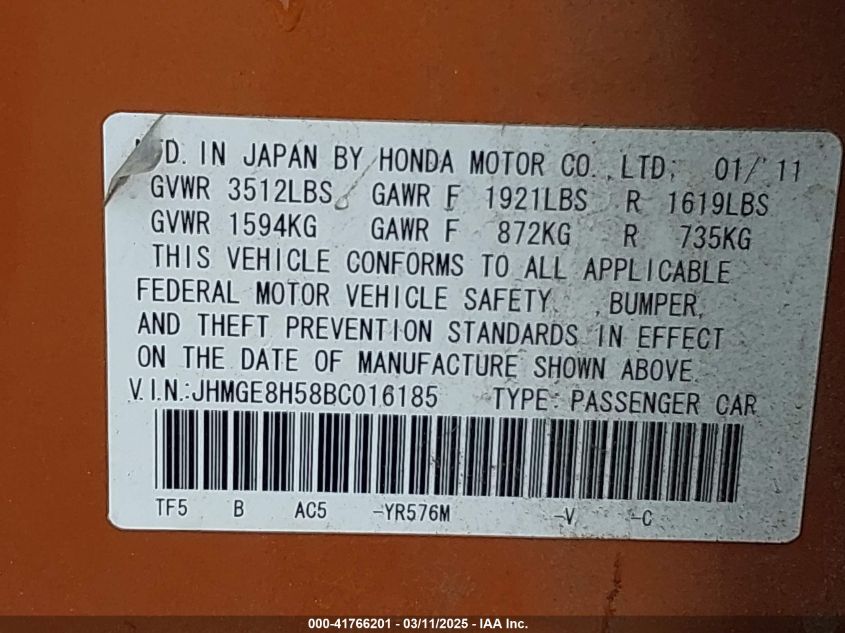 MFD. IN JAPAN BY HONDA MOTOR CO., LTD. 01/'11
GVWR 3512LBS GAWR F 1921LBS R 1619LBS
GVWR 1594KG GAWR F 872KG R 735KG
THIS VEHICLE CONFORMS TO ALL APPLICABLE
FEDERAL MOTOR VEHICLE SAFETY, BUMPER,
AND THEFT PREVENTION STANDARDS IN EFFECT
ON THE DATE OF MANUFACTURE SHOWN ABOVE.
V.I.N.:JHMGE8H58BC016185 TYPE: PASSENGER CAR
TF5 B AC5 -YR576M -V -C
000-41766201 - 03/11/2025 - IAA Inc.